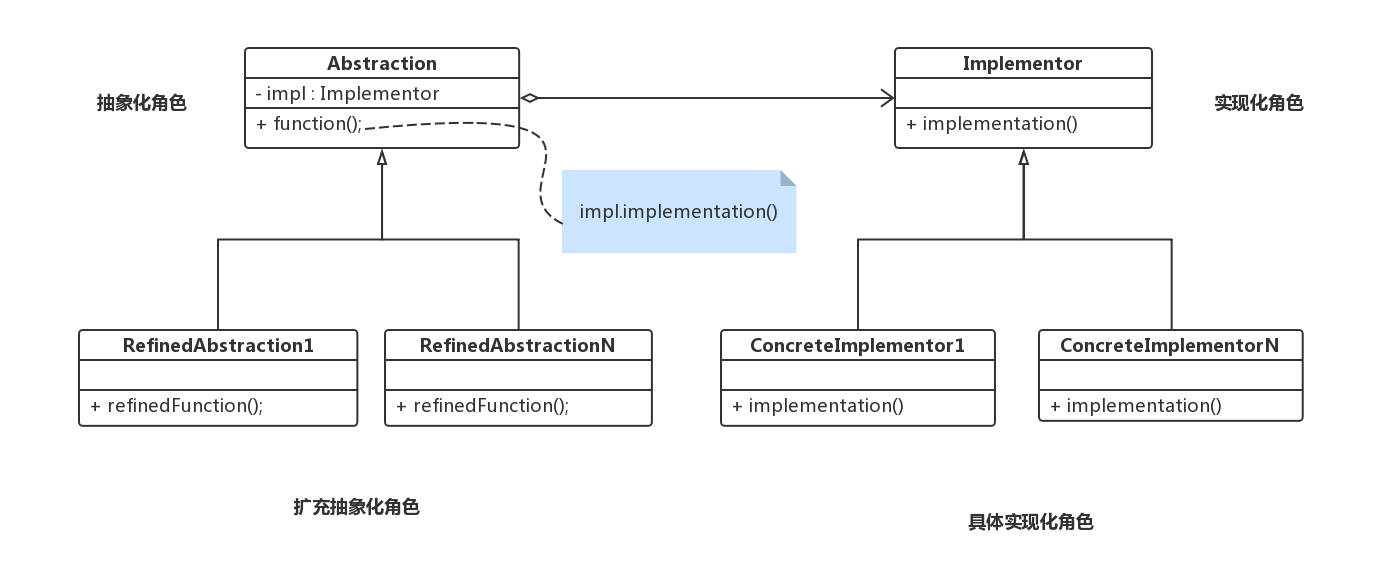 Abstraction
- impl : Implementor
+ function();
抽象化角色
Implementor
+ implementation()
实现化角色
impl.implementation()
RefinedAbstraction1
+ refinedFunction();
RefinedAbstractionN
+ refinedFunction();
ConcreteImplementor1
+ implementation()
ConcreteImplementorN
+ implementation()
扩充抽象化角色
具体实现化角色